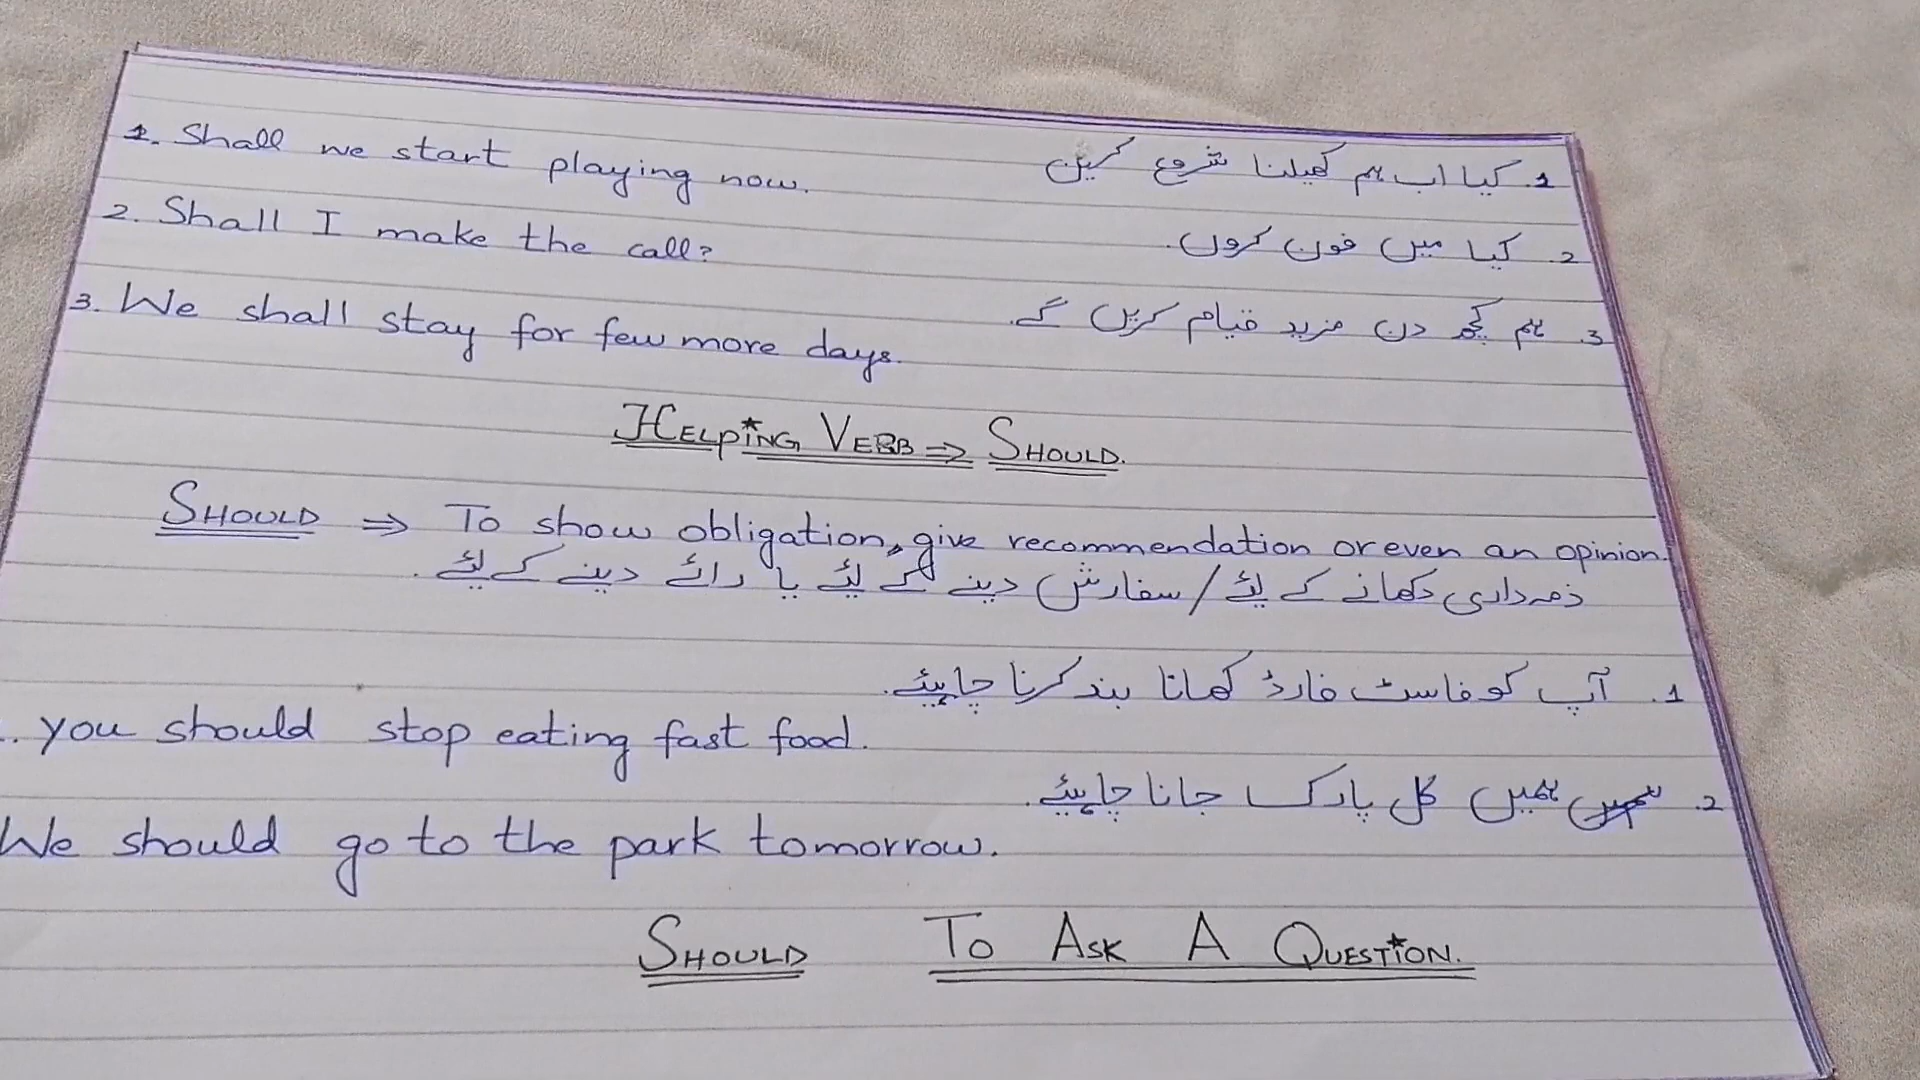 1. Shall we start playing now.
1. کیا اب ہم کھیلنا شروع کریں
2. Shall I make the call?
2. کیا میں فون کروں.
3. We shall stay for few more days.
3. ہم کچھ دن مزید قیام کریں گے.
HELPING VERB ⇒ SHOULD.
SHOULD ⇒ To show obligation, give recommendation or even an opinion.
ذمہ داری دکھانے کے لیٔے / سفارش دینے کے لیٔے یا رائے دینے کے لیٔے.
1. آپ کو فاسٹ فارڈ کھانا بند کرنا چاہیئے.
. you should stop eating fast food.
2. ہمیں کل پارک جانا چاہیئے.
We should go to the park tomorrow.
SHOULD TO ASK A QUESTION.